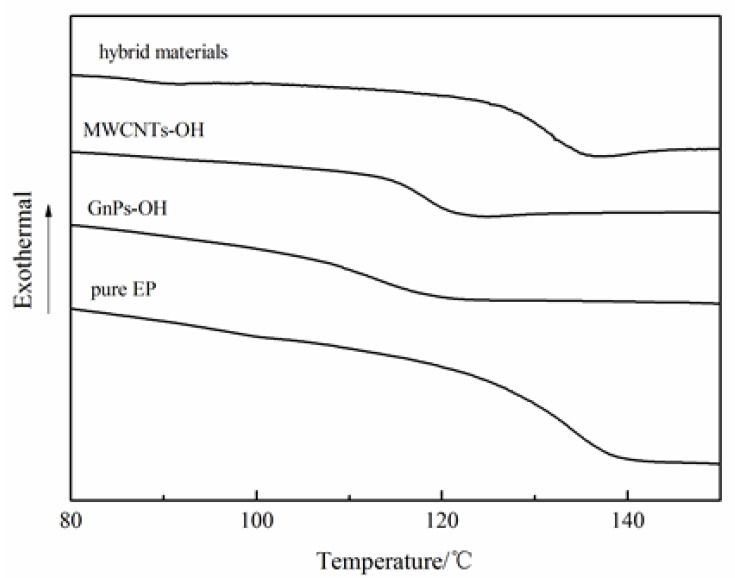 hybrid materials
MWCNTs-OH
GnPs-OH
pure EP
Exothermal
80 100 120 140
Temperature/℃